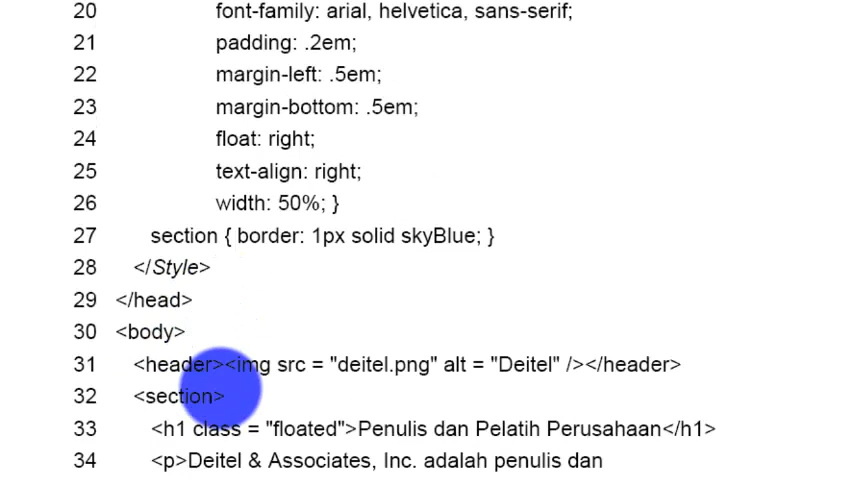 20 font-family: arial, helvetica, sans-serif;
21 padding: .2em;
22 margin-left: .5em;
23 margin-bottom: .5em;
24 float: right;
25 text-align: right;
26 width: 50%; }
27 section { border: 1px solid skyBlue; }
28 </Style>
29 </head>
30 <body>
31 <header><img src = "deitel.png" alt = "Deitel" /></header>
32 <section>
33 <h1 class = "floated">Penulis dan Pelatih Perusahaan</h1>
34 <p>Deitel & Associates, Inc. adalah penulis dan